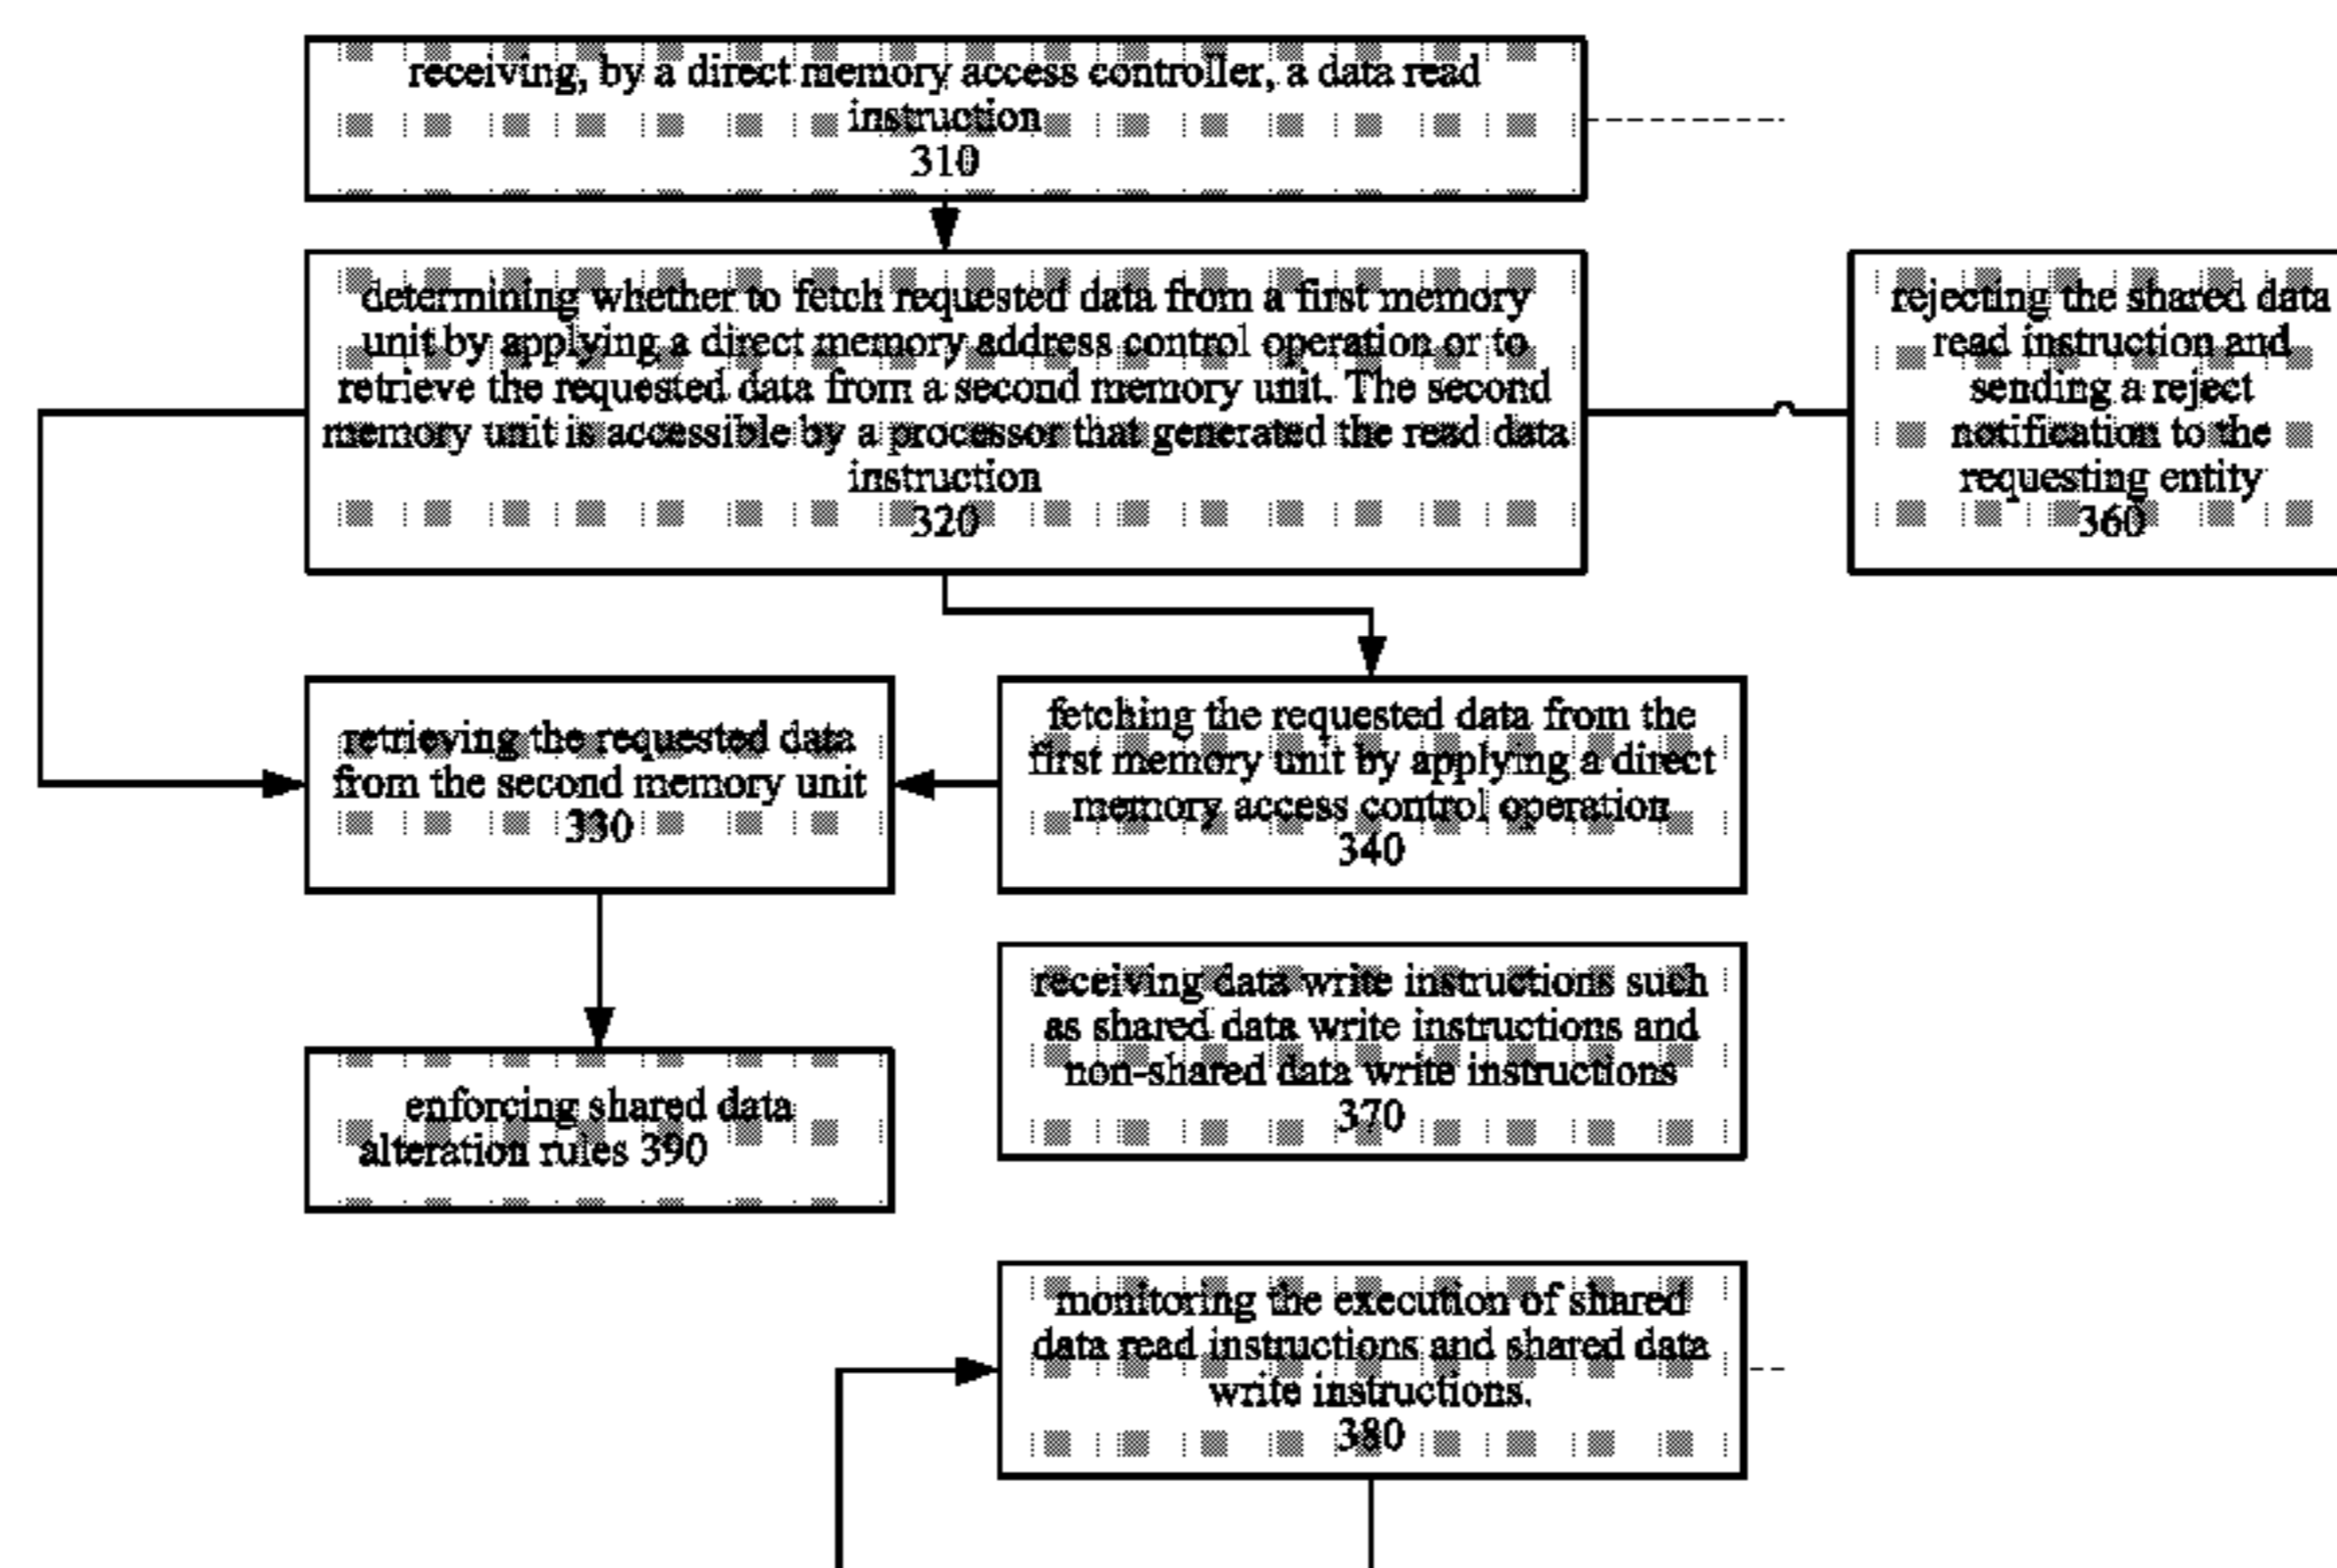 receiving, by a direct memory access controller, a data read
instruction
310
determining whether to fetch requested data from a first memory
unit by applying a direct memory address control operation or to
retrieve the requested data from a second memory unit. The second
memory unit is accessible by a processor that generated the read data
instruction
320
rejecting the shared data
read instruction and
sending a reject
notification to the
requesting entity
360
retrieving the requested data
from the second memory unit
330
fetching the requested data from the
first memory unit by applying a direct
memory access control operation
340
receiving data write instructions such
as shared data write instructions and
non-shared data write instructions
370
enforcing shared data
alteration rules 390
monitoring the execution of shared
data read instructions and shared data
write instructions.
380